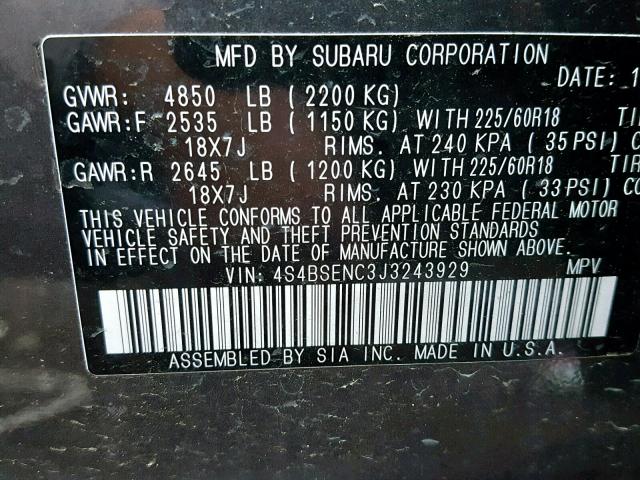 MFD BY SUBARU CORPORATION
DATE: 1
GVWR: 4850 LB ( 2200 KG)
GAWR:F 2535 LB ( 1150 KG) WITH 225/60R18 TI
18X7J RIMS. AT 240 KPA ( 35 PSI) C
GAWR:R 2645 LB ( 1200 KG) WITH 225/60R18 TIR
18X7J RIMS. AT 230 KPA ( 33 PSI) CO
THIS VEHICLE CONFORMS TO ALL APPLICABLE FEDERAL MOTOR
VEHICLE SAFETY AND THEFT PREVENTION STANDARDS
IN EFFECT ON THE DATE OF MANUFACTURE SHOWN ABOVE.
VIN: 4S4BSENC3J3243929 MPV
ASSEMBLED BY SIA INC. MADE IN U.S.A.